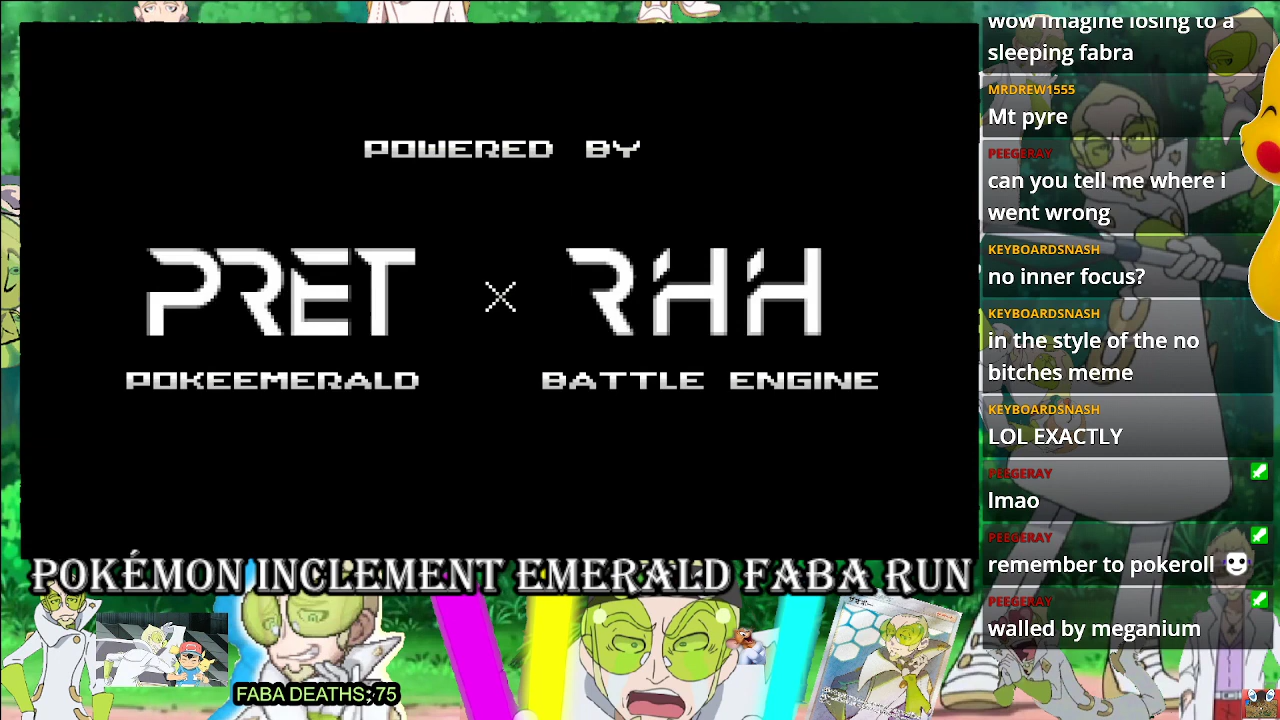 POWERED BY
PRET × RHH
POKEEMERALD BATTLE ENGINE
POKÉMON INCLEMENT EMERALD FABA RUN
FABA DEATHS; 75
wow imagine losing to a
sleeping fabra
MRDREW1555
Mt pyre
PEEGERAY
can you tell me where i
went wrong
KEYBOARDSNASH
no inner focus?
KEYBOARDSNASH
in the style of the no
bitches meme
KEYBOARDSNASH
LOL EXACTLY
PEEGERAY
lmao
PEEGERAY
remember to pokeroll
PEEGERAY
walled by meganium